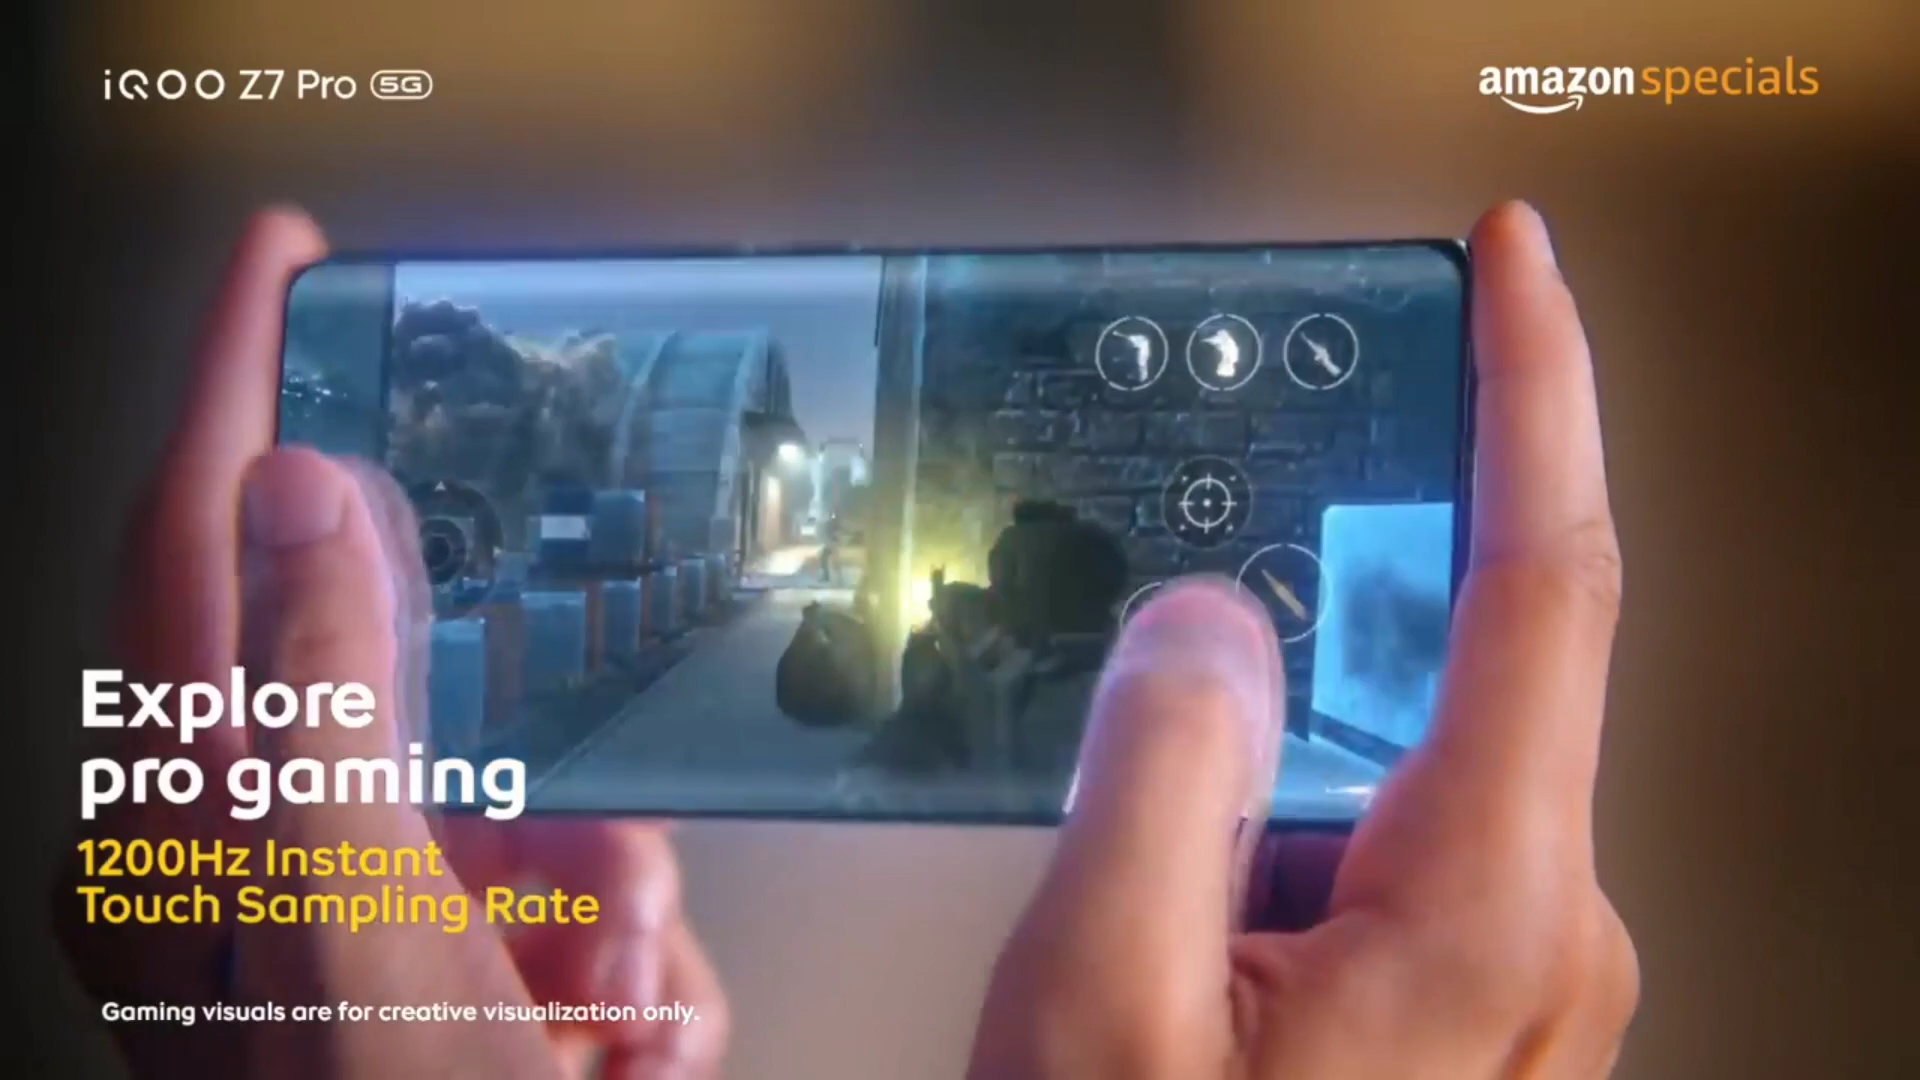 iQOO Z7 Pro 5G
amazon specials
Explore
pro gaming
1200Hz Instant
Touch Sampling Rate
Gaming visuals are for creative visualization only.